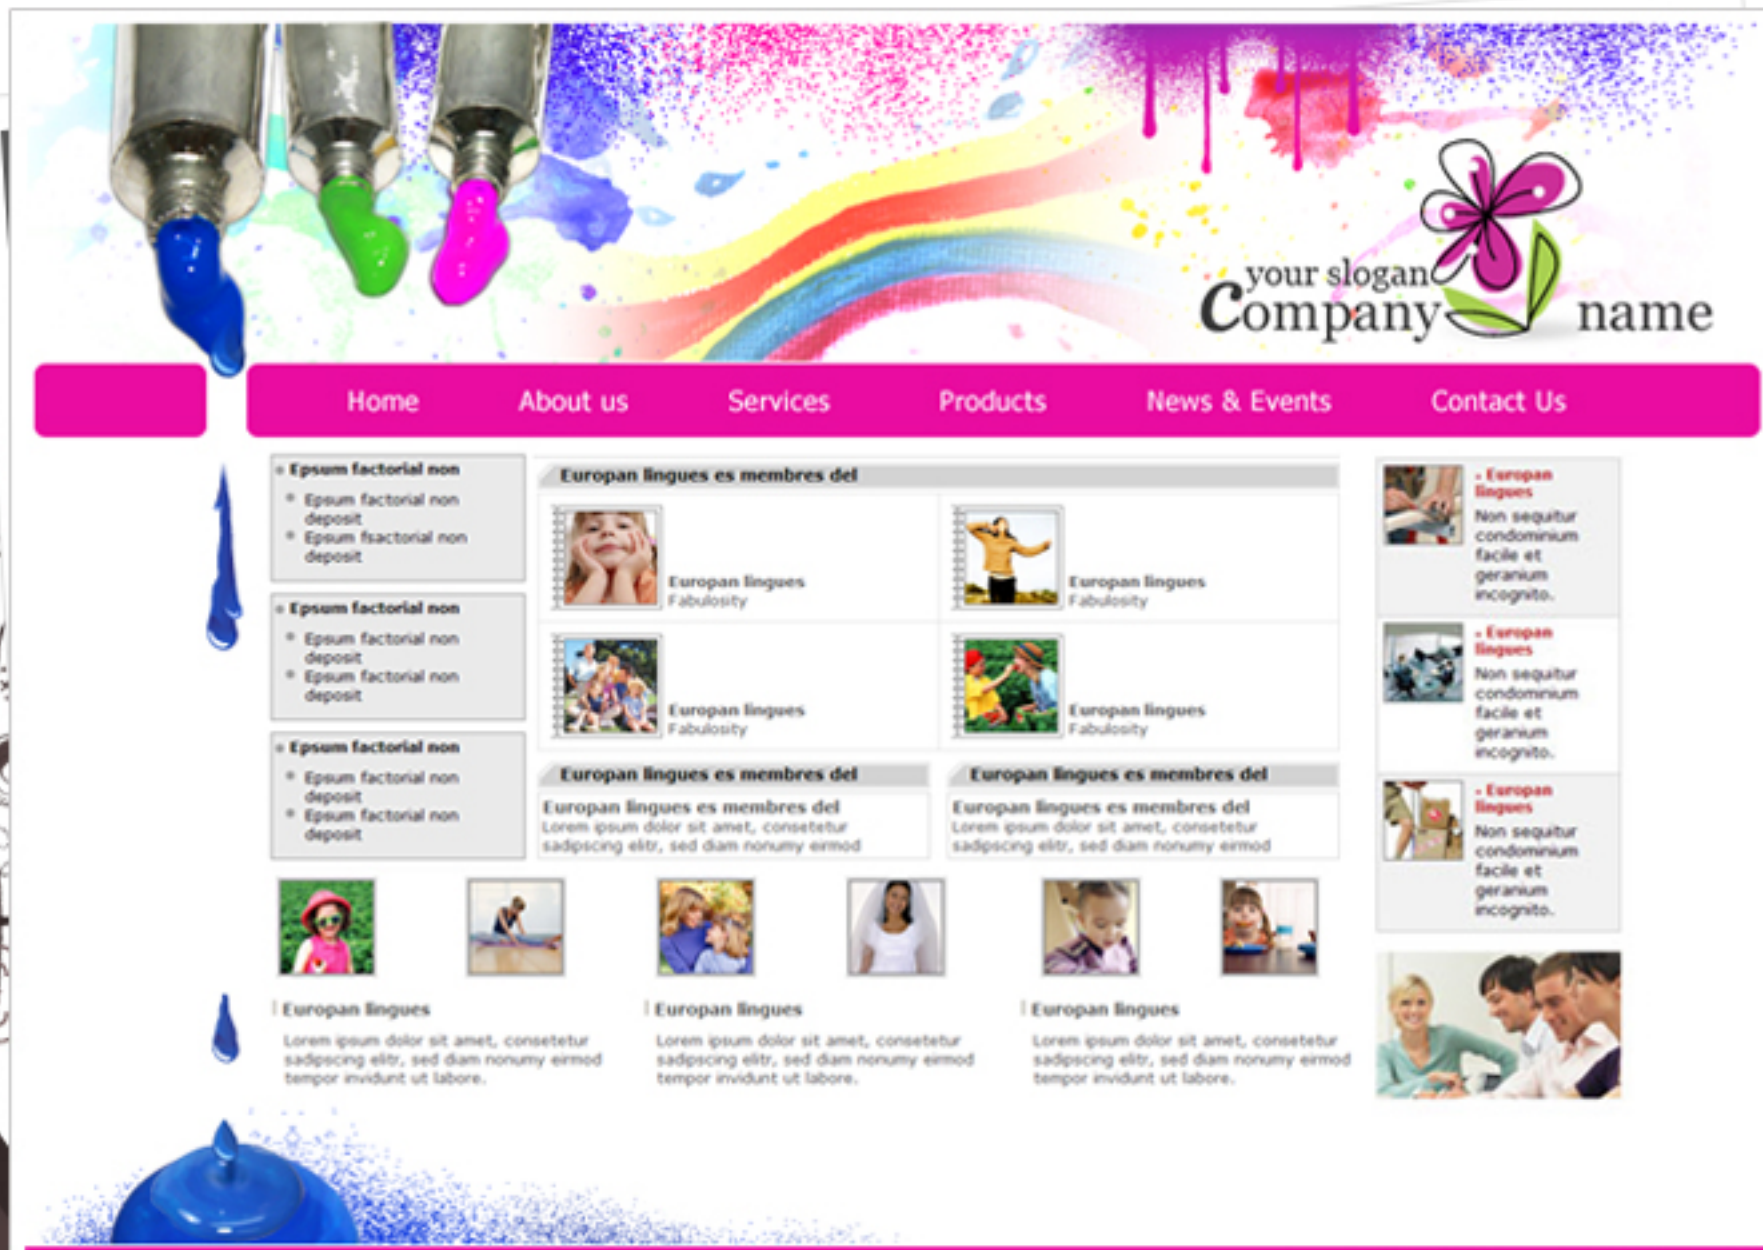 your slogan
Company name
Home About us Services Products News & Events Contact Us
Epsum factorial non
Epsum factorial non
deposit
Epsum fsactorial non
deposit
Epsum factorial non
Epsum factorial non
deposit
Epsum factorial non
deposit
Epsum factorial non
Epsum factorial non
deposit
Epsum factorial non
deposit
Europan lingues es membres del
Europan lingues
Fabulosity
Europan lingues
Fabulosity
Europan lingues
Fabulosity
Europan lingues
Fabulosity
Europan lingues es membres del
Europan lingues es membres del
Lorem ipsum dolor sit amet, consetetur
sadipscing elitr, sed diam nonumy eirmod
Europan lingues es membres del
Europan lingues es membres del
Lorem ipsum dolor sit amet, consetetur
sadipscing elitr, sed diam nonumy eirmod
Europan
lingues
Non sequitur
condominium
facile et
geranium
incognito.
Europan
lingues
Non sequitur
condominium
facile et
geranium
incognito.
Europan
lingues
Non sequitur
condominium
facile et
geranium
incognito.
Europan lingues
Lorem ipsum dolor sit amet, consetetur
sadipscing elitr, sed diam nonumy eirmod
tempor invidunt ut labore.
Europan lingues
Lorem ipsum dolor sit amet, consetetur
sadipscing elitr, sed diam nonumy eirmod
tempor invidunt ut labore.
Europan lingues
Lorem ipsum dolor sit amet, consetetur
sadipscing elitr, sed diam nonumy eirmod
tempor invidunt ut labore.